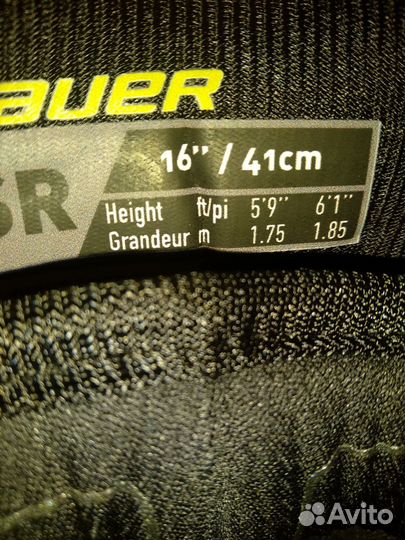 auer
SR
16'' / 41cm
Height ft/pi 5'9'' 6'1''
Grandeur m 1.75 1.85
Avito